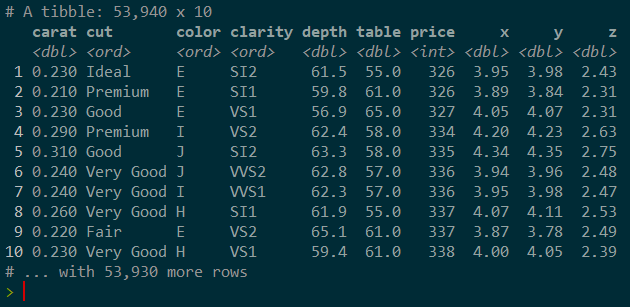 # A tibble: 53,940 x 10
carat cut color clarity depth table price x y z
<dbl> <ord> <ord> <ord> <dbl> <dbl> <int> <dbl> <dbl> <dbl>
1 0.230 Ideal E SI2 61.5 55.0 326 3.95 3.98 2.43
2 0.210 Premium E SI1 59.8 61.0 326 3.89 3.84 2.31
3 0.230 Good E VS1 56.9 65.0 327 4.05 4.07 2.31
4 0.290 Premium I VS2 62.4 58.0 334 4.20 4.23 2.63
5 0.310 Good J SI2 63.3 58.0 335 4.34 4.35 2.75
6 0.240 Very Good J VVS2 62.8 57.0 336 3.94 3.96 2.48
7 0.240 Very Good I VVS1 62.3 57.0 336 3.95 3.98 2.47
8 0.260 Very Good H SI1 61.9 55.0 337 4.07 4.11 2.53
9 0.220 Fair E VS2 65.1 61.0 337 3.87 3.78 2.49
10 0.230 Very Good H VS1 59.4 61.0 338 4.00 4.05 2.39
# ... with 53,930 more rows
>